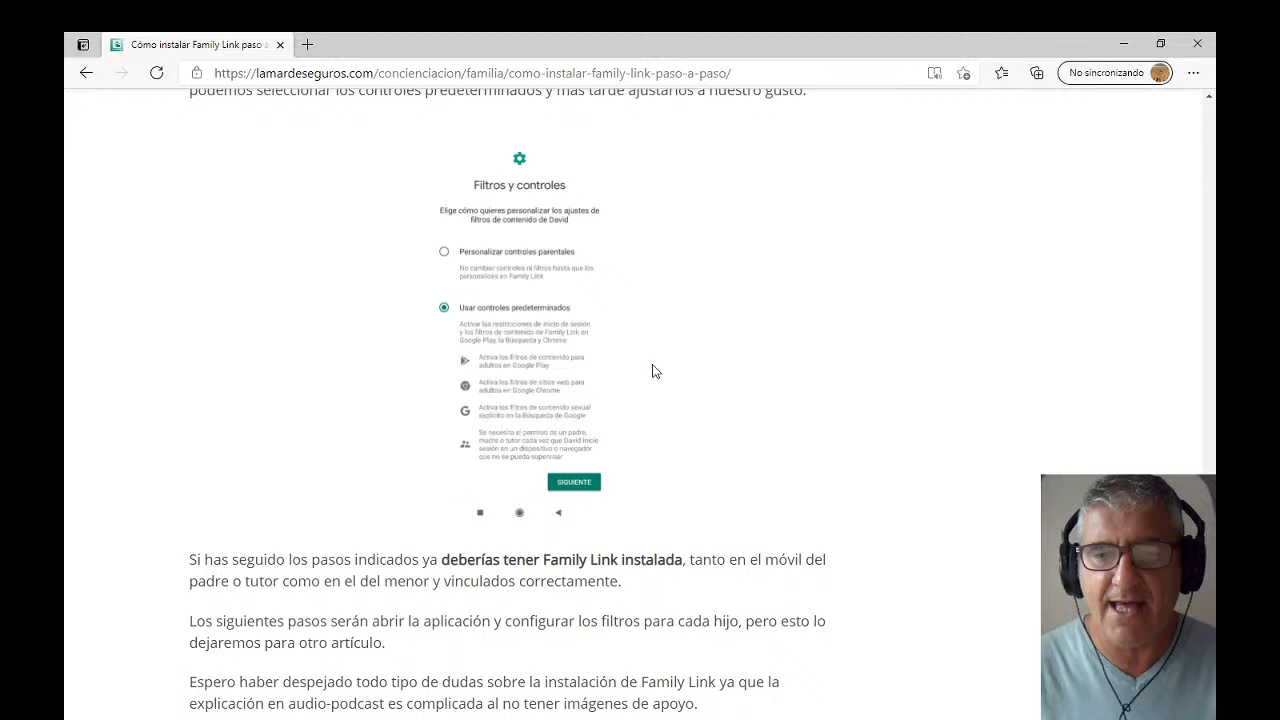 Cómo instalar Family Link paso a
https://lamardeseguros.com/concienciacion/familia/como-instalar-family-link-paso-a-paso/
No sincronizando
podemos seleccionar los controles predeterminados y más tarde ajustarlos a nuestro gusto.
Filtros y controles
Elige cómo quieres personalizar los ajustes de
filtros de contenido de David
Personalizar controles parentales
No cambiar controles ni filtros hasta que los
personalices en Family Link
Usar controles predeterminados
Activar las restricciones de inicio de sesión
y los filtros de contenido de Family Link en
Google Play, la Búsqueda y Chrome.
Activa los filtros de contenido para
adultos en Google Play
Activa los filtros de sitios web para
adultos en Google Chrome.
Activa los filtros de contenido sexual
explícito en la Búsqueda de Google
Se necesita el permiso de un padre,
madre o tutor cada vez que David inicie
sesión en un dispositivo o navegador
que no se pueda supervisar
SIGUIENTE
Si has seguido los pasos indicados ya deberías tener Family Link instalada, tanto en el móvil del
padre o tutor como en el del menor y vinculados correctamente.
Los siguientes pasos serán abrir la aplicación y configurar los filtros para cada hijo, pero esto lo
dejaremos para otro artículo.
Espero haber despejado todo tipo de dudas sobre la instalación de Family Link ya que la
explicación en audio-podcast es complicada al no tener imágenes de apoyo.